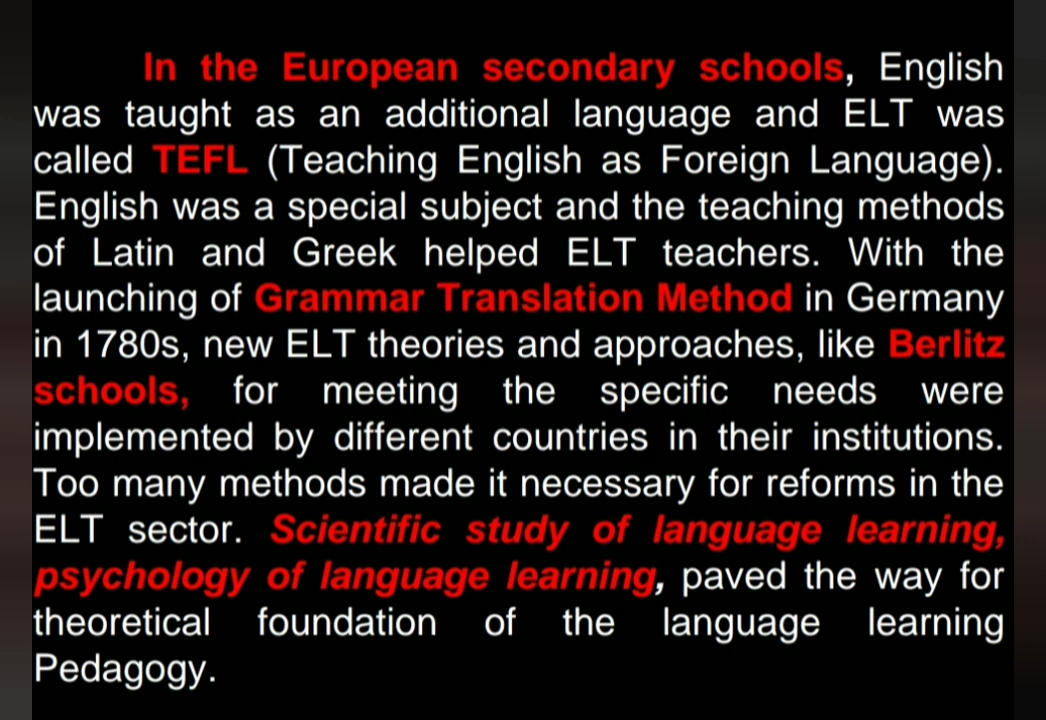 In the European secondary schools, English
was taught as an additional language and ELT was
called TEFL (Teaching English as Foreign Language).
English was a special subject and the teaching methods
of Latin and Greek helped ELT teachers. With the
launching of Grammar Translation Method in Germany
in 1780s, new ELT theories and approaches, like Berlitz
schools, for meeting the specific needs were
implemented by different countries in their institutions.
Too many methods made it necessary for reforms in the
ELT sector. Scientific study of language learning,
psychology of language learning, paved the way for
theoretical foundation of the language learning
Pedagogy.